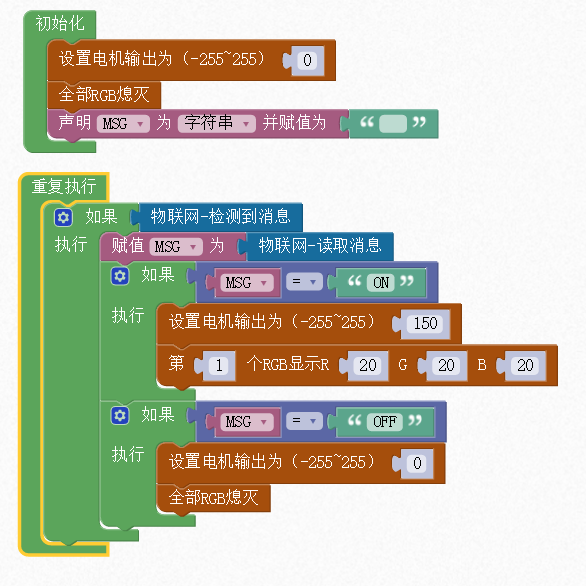 初始化
设置电机输出为（-255~255） 0
全部RGB熄灭
声明 MSG 为 字符串 并赋值为 “ ”
重复执行
如果 物联网-检测到消息
执行 赋值 MSG 为 物联网-读取消息
如果 MSG = “ ON ”
执行 设置电机输出为（-255~255） 150
第 1 个RGB显示R 20 G 20 B 20
如果 MSG = “ OFF ”
执行 设置电机输出为（-255~255） 0
全部RGB熄灭